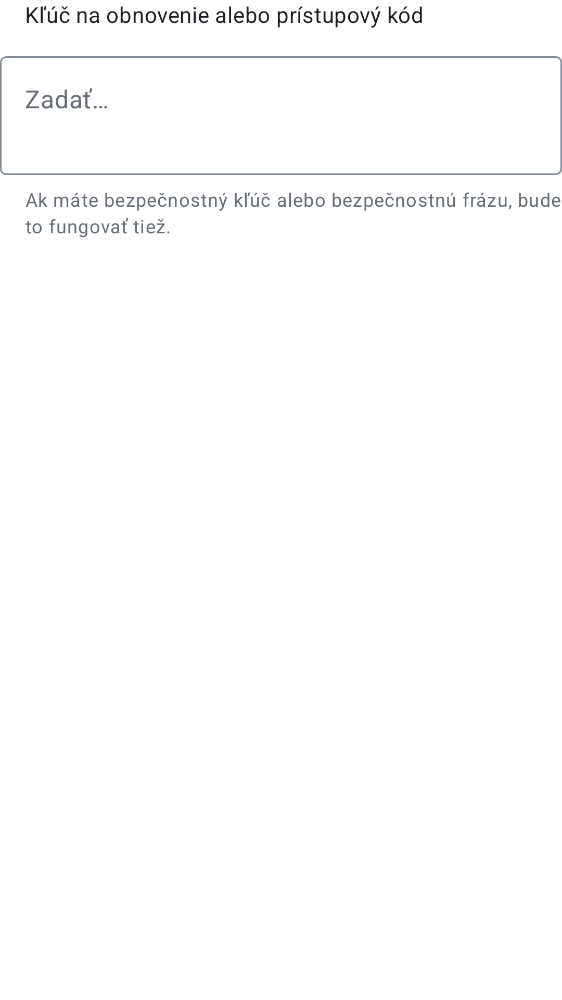 Kľúč na obnovenie alebo prístupový kód
Zadať…
Ak máte bezpečnostný kľúč alebo bezpečnostnú frázu, bude
to fungovať tiež.